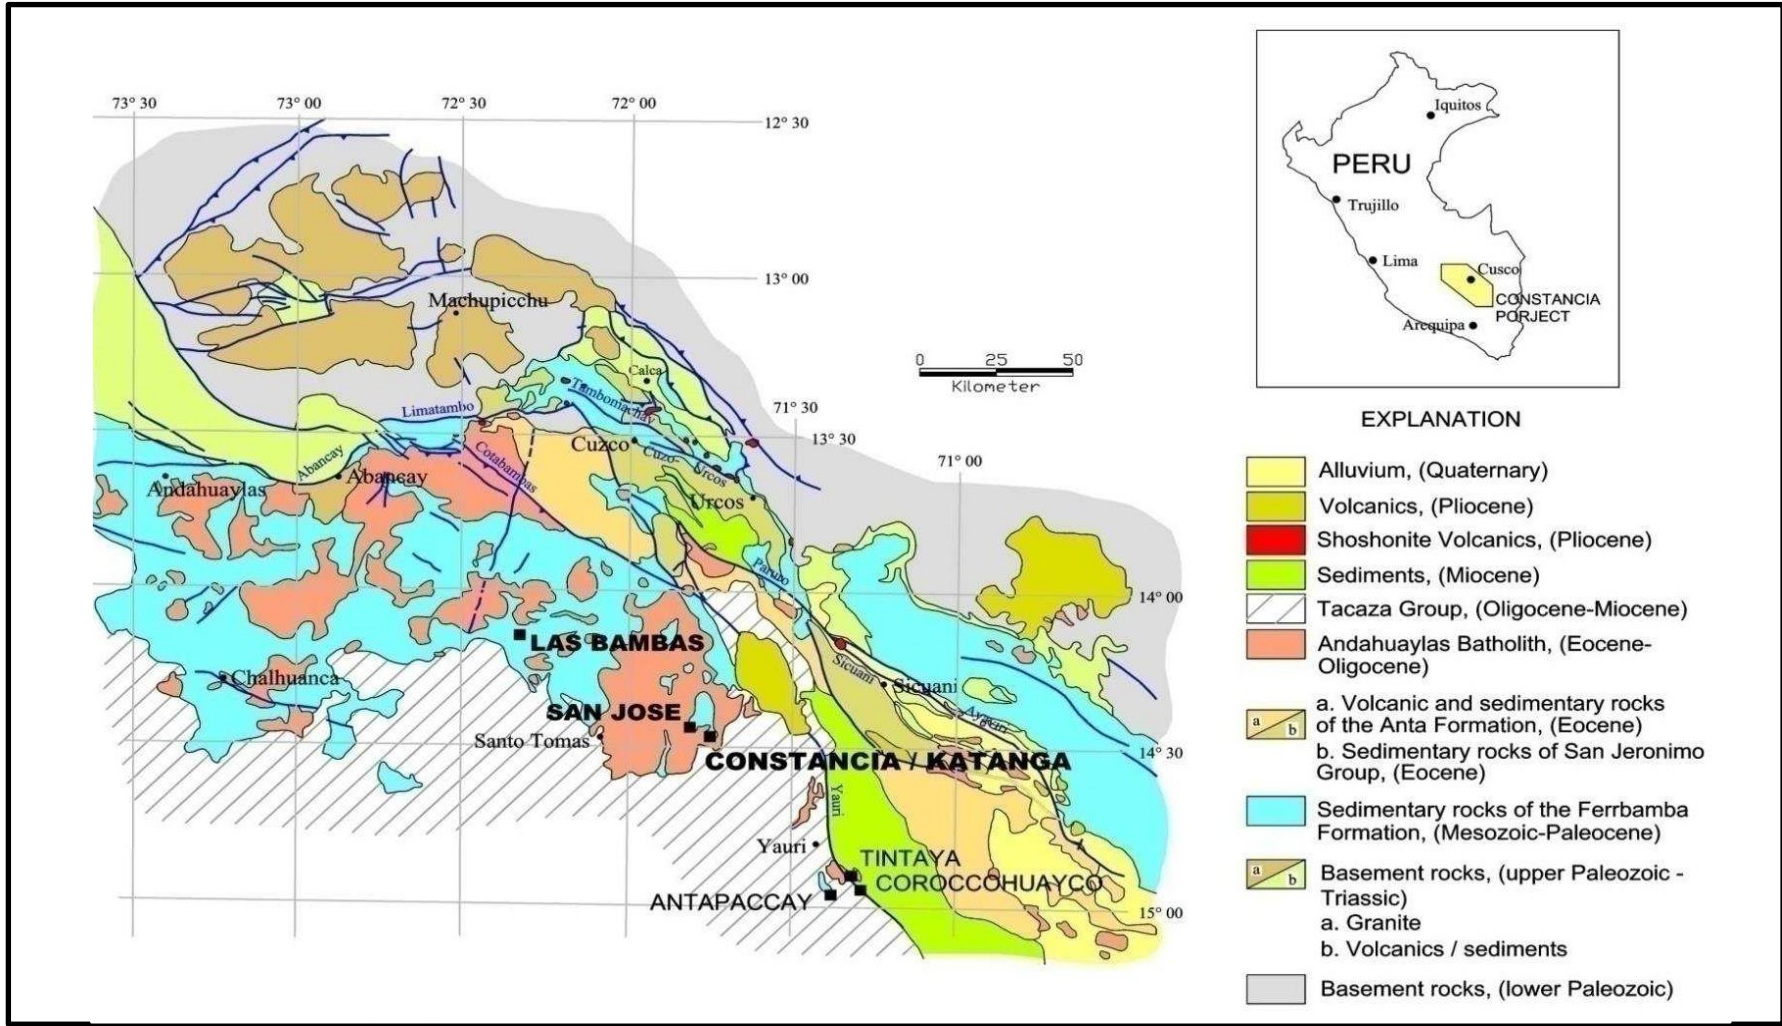 73° 30
73° 00
72° 30
72° 00
12° 30
13° 00
Machupicchu
Calca
Tambomachay
Limatambo
71° 30
13° 30
Cuzco
Cuzo-
Urcos
71° 00
Cotabambas
Abancay
Abancay
Andahuaylas
Urcos
Paruro
14° 00
LAS BAMBAS
Chalhuanca
Sicuani
Sicuani
SAN JOSE
Santo Tomas
14° 30
CONSTANCIA / KATANGA
Yauri
Yauri
TINTAYA
COROCCOHUAYCO
ANTAPACCAY
15° 00
0 25 50
Kilometer
Iquitos
PERU
Trujillo
Lima
Cusco
CONSTANCIA
PORJECT
Arequipa
EXPLANATION
Alluvium, (Quaternary)
Volcanics, (Pliocene)
Shoshonite Volcanics, (Pliocene)
Sediments, (Miocene)
Tacaza Group, (Oligocene-Miocene)
Andahuaylas Batholith, (Eocene-
Oligocene)
a b
a. Volcanic and sedimentary rocks
of the Anta Formation, (Eocene)
b. Sedimentary rocks of San Jeronimo
Group, (Eocene)
Sedimentary rocks of the Ferrbamba
Formation, (Mesozoic-Paleocene)
a b
Basement rocks, (upper Paleozoic -
Triassic)
a. Granite
b. Volcanics / sediments
Basement rocks, (lower Paleozoic)